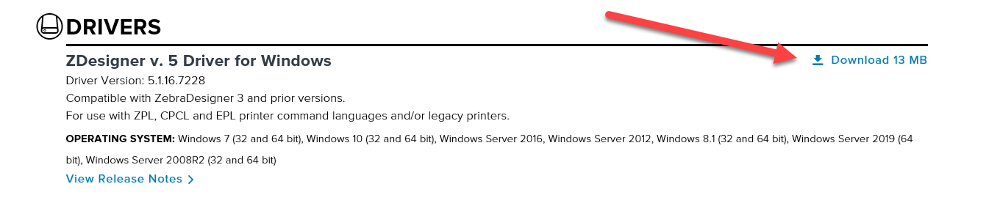 DRIVERS
ZDesigner v. 5 Driver for Windows
Download 13 MB
Driver Version: 5.1.16.7228
Compatible with ZebraDesigner 3 and prior versions.
For use with ZPL, CPCL and EPL printer command languages and/or legacy printers.
OPERATING SYSTEM: Windows 7 (32 and 64 bit), Windows 10 (32 and 64 bit), Windows Server 2016, Windows Server 2012, Windows 8.1 (32 and 64 bit), Windows Server 2019 (64
bit), Windows Server 2008R2 (32 and 64 bit)
View Release Notes